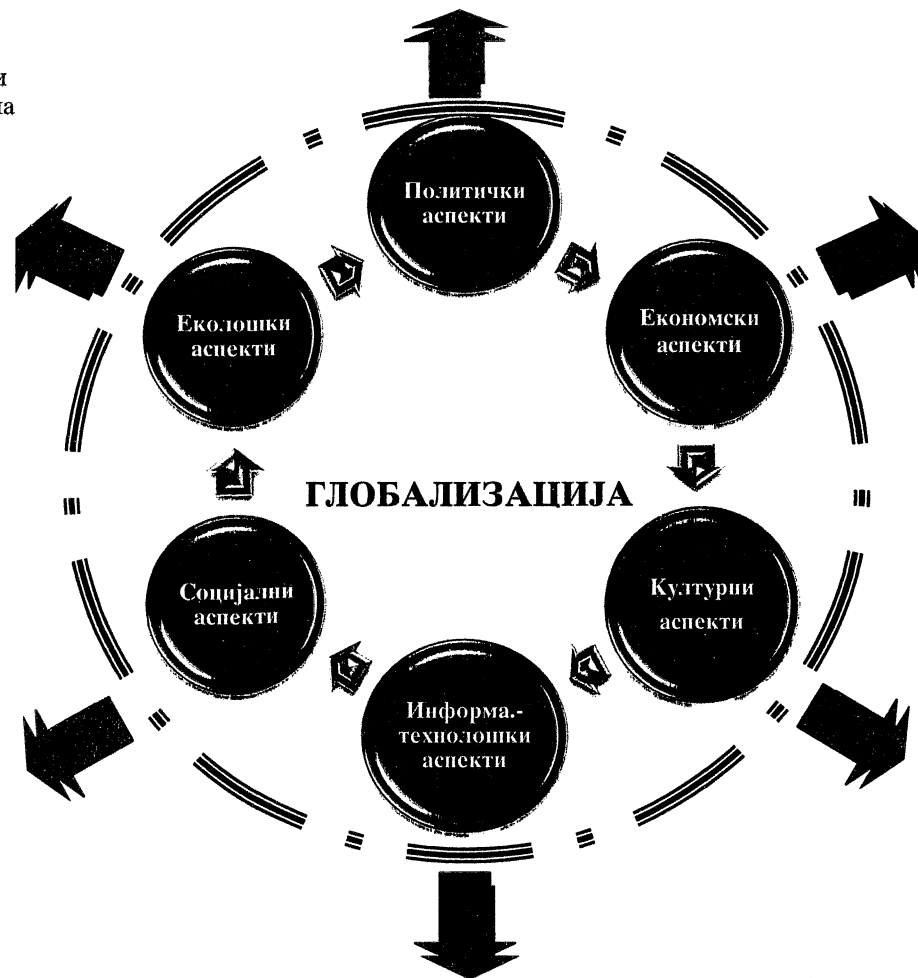 Политички
аспекти
Економски
аспекти
Културни
аспекти
Информа.-
технолошки
аспекти
Социјални
аспекти
Еколошки
аспекти
ГЛОБАЛИЗАЦИЈА